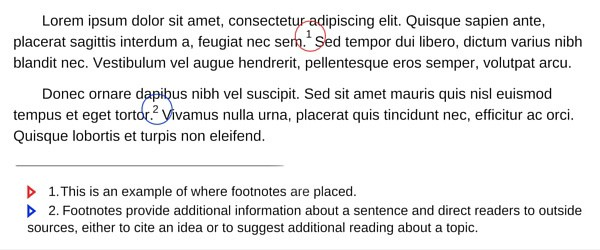 Lorem ipsum dolor sit amet, consectetur adipiscing elit. Quisque sapien ante,
placerat sagittis interdum a, feugiat nec sem.¹ Sed tempor dui libero, dictum varius nibh
blandit nec. Vestibulum vel augue hendrerit, pellentesque eros semper, volutpat arcu.
Donec ornare dapibus nibh vel suscipit. Sed sit amet mauris quis nisl euismod
tempus et eget tortor.² Vivamus nulla urna, placerat quis tincidunt nec, efficitur ac orci.
Quisque lobortis et turpis non eleifend.
1. This is an example of where footnotes are placed.
2. Footnotes provide additional information about a sentence and direct readers to outside
sources, either to cite an idea or to suggest additional reading about a topic.